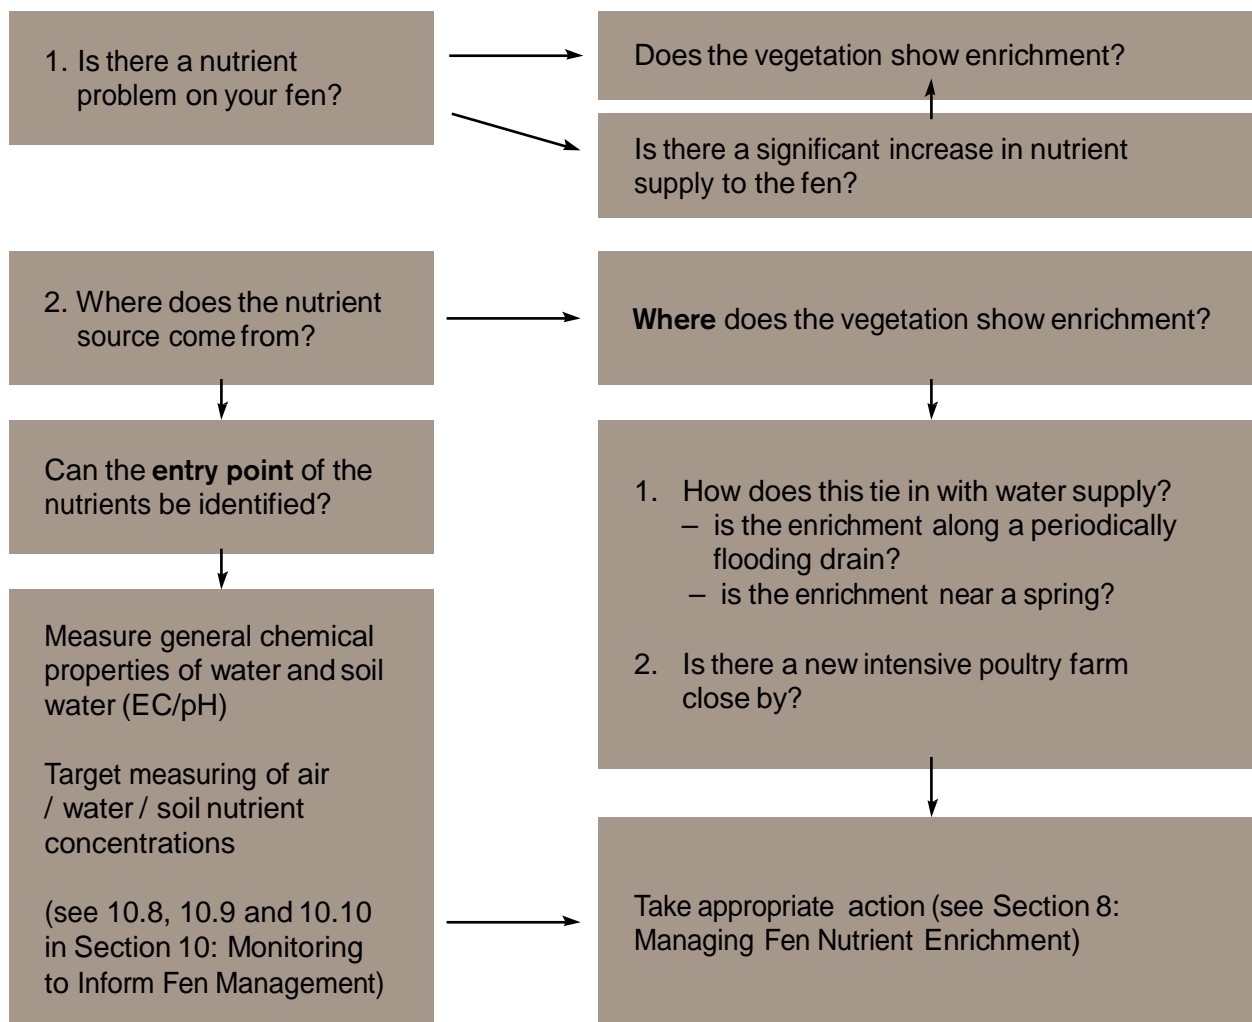 1. Is there a nutrient
problem on your fen?
Does the vegetation show enrichment?
Is there a significant increase in nutrient
supply to the fen?
2. Where does the nutrient
source come from?
Where does the vegetation show enrichment?
Can the entry point of the
nutrients be identified?
1. How does this tie in with water supply?
– is the enrichment along a periodically
flooding drain?
– is the enrichment near a spring?
2. Is there a new intensive poultry farm
close by?
Measure general chemical
properties of water and soil
water (EC/pH)
Target measuring of air
/ water / soil nutrient
concentrations
(see 10.8, 10.9 and 10.10
in Section 10: Monitoring
to Inform Fen Management)
Take appropriate action (see Section 8:
Managing Fen Nutrient Enrichment)